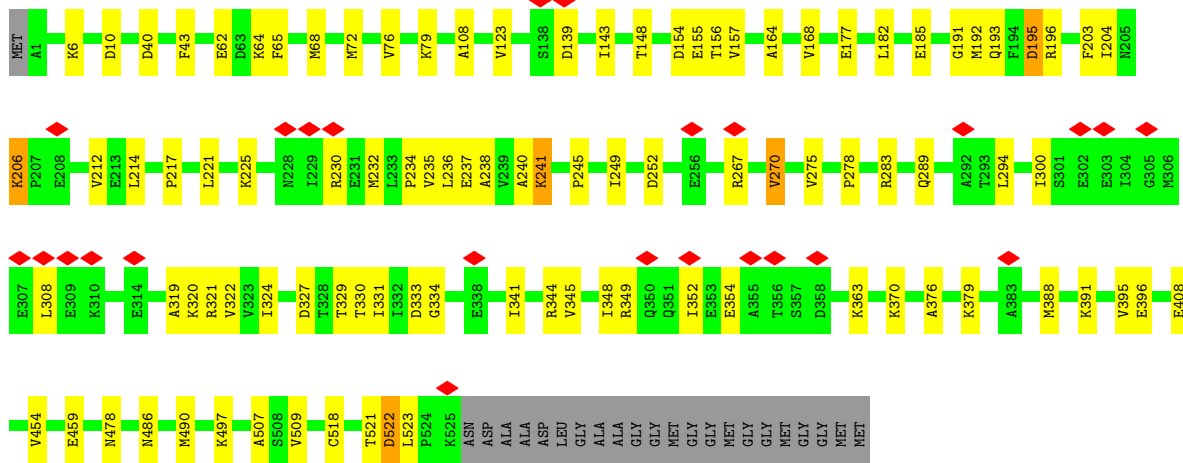 MET A1 K6 D10 D40 F43 E62 D63 K64 F65 M68 M72 V76 K79 A108 V123 S138 D139 I143 T148 D154 E155 T156 V157 A164 V168 E177 L182 E185 G191 M192 Q193 F194 D195 R196 F203 I204 N205
K206 P207 E208 V212 E213 L214 P217 L221 K225 N228 I229 R230 E231 M232 L233 P234 V235 L236 E237 A238 V239 A240 K241 P245 I249 D252 E256 R267 V270 V275 P278 R283 Q289 A292 T293 L294 I300 S301 E302 E303 I304 G305 M306
E307 L308 E309 K310 E314 A319 K320 R321 V322 V323 I324 D327 T328 T329 T330 I331 I332 D333 G334 E338 I341 R344 V345 I348 R349 Q350 Q351 I352 E353 E354 A355 T356 S357 D358 K363 K370 A376 K379 A383 M388 K391 V395 E396 E408
V454 E459 N478 N486 M490 K497 A507 S508 V509 C518 T521 D522 L523 P524 K525 ASN ASP ALA ALA ASP LEU GLY ALA ALA GLY GLY MET GLY GLY MET GLY GLY MET GLY GLY MET MET